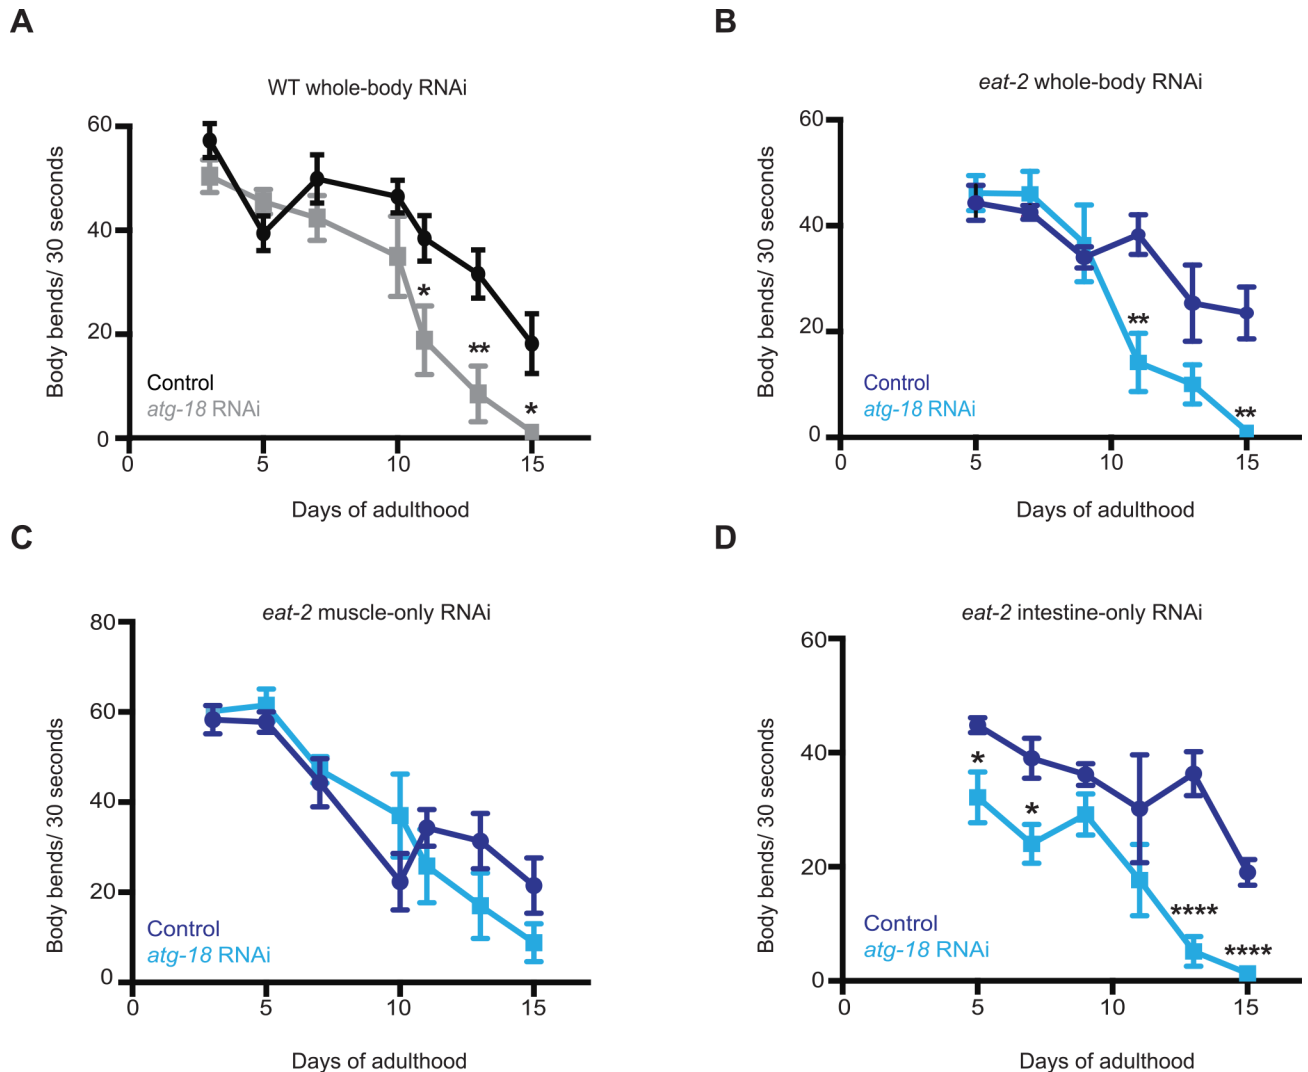 A
WT whole-body RNAi
60
40
20
0
Body bends/ 30 seconds
*
**
*
Control
atg-18 RNAi
0 5 10 15
Days of adulthood
B
eat-2 whole-body RNAi
60
40
20
0
Body bends/ 30 seconds
**
**
Control
atg-18 RNAi
0 5 10 15
Days of adulthood
C
eat-2 muscle-only RNAi
80
60
40
20
0
Body bends/ 30 seconds
Control
atg-18 RNAi
0 5 10 15
Days of adulthood
D
eat-2 intestine-only RNAi
60
40
20
0
Body bends/ 30 seconds
*
*
****
****
Control
atg-18 RNAi
0 5 10 15
Days of adulthood